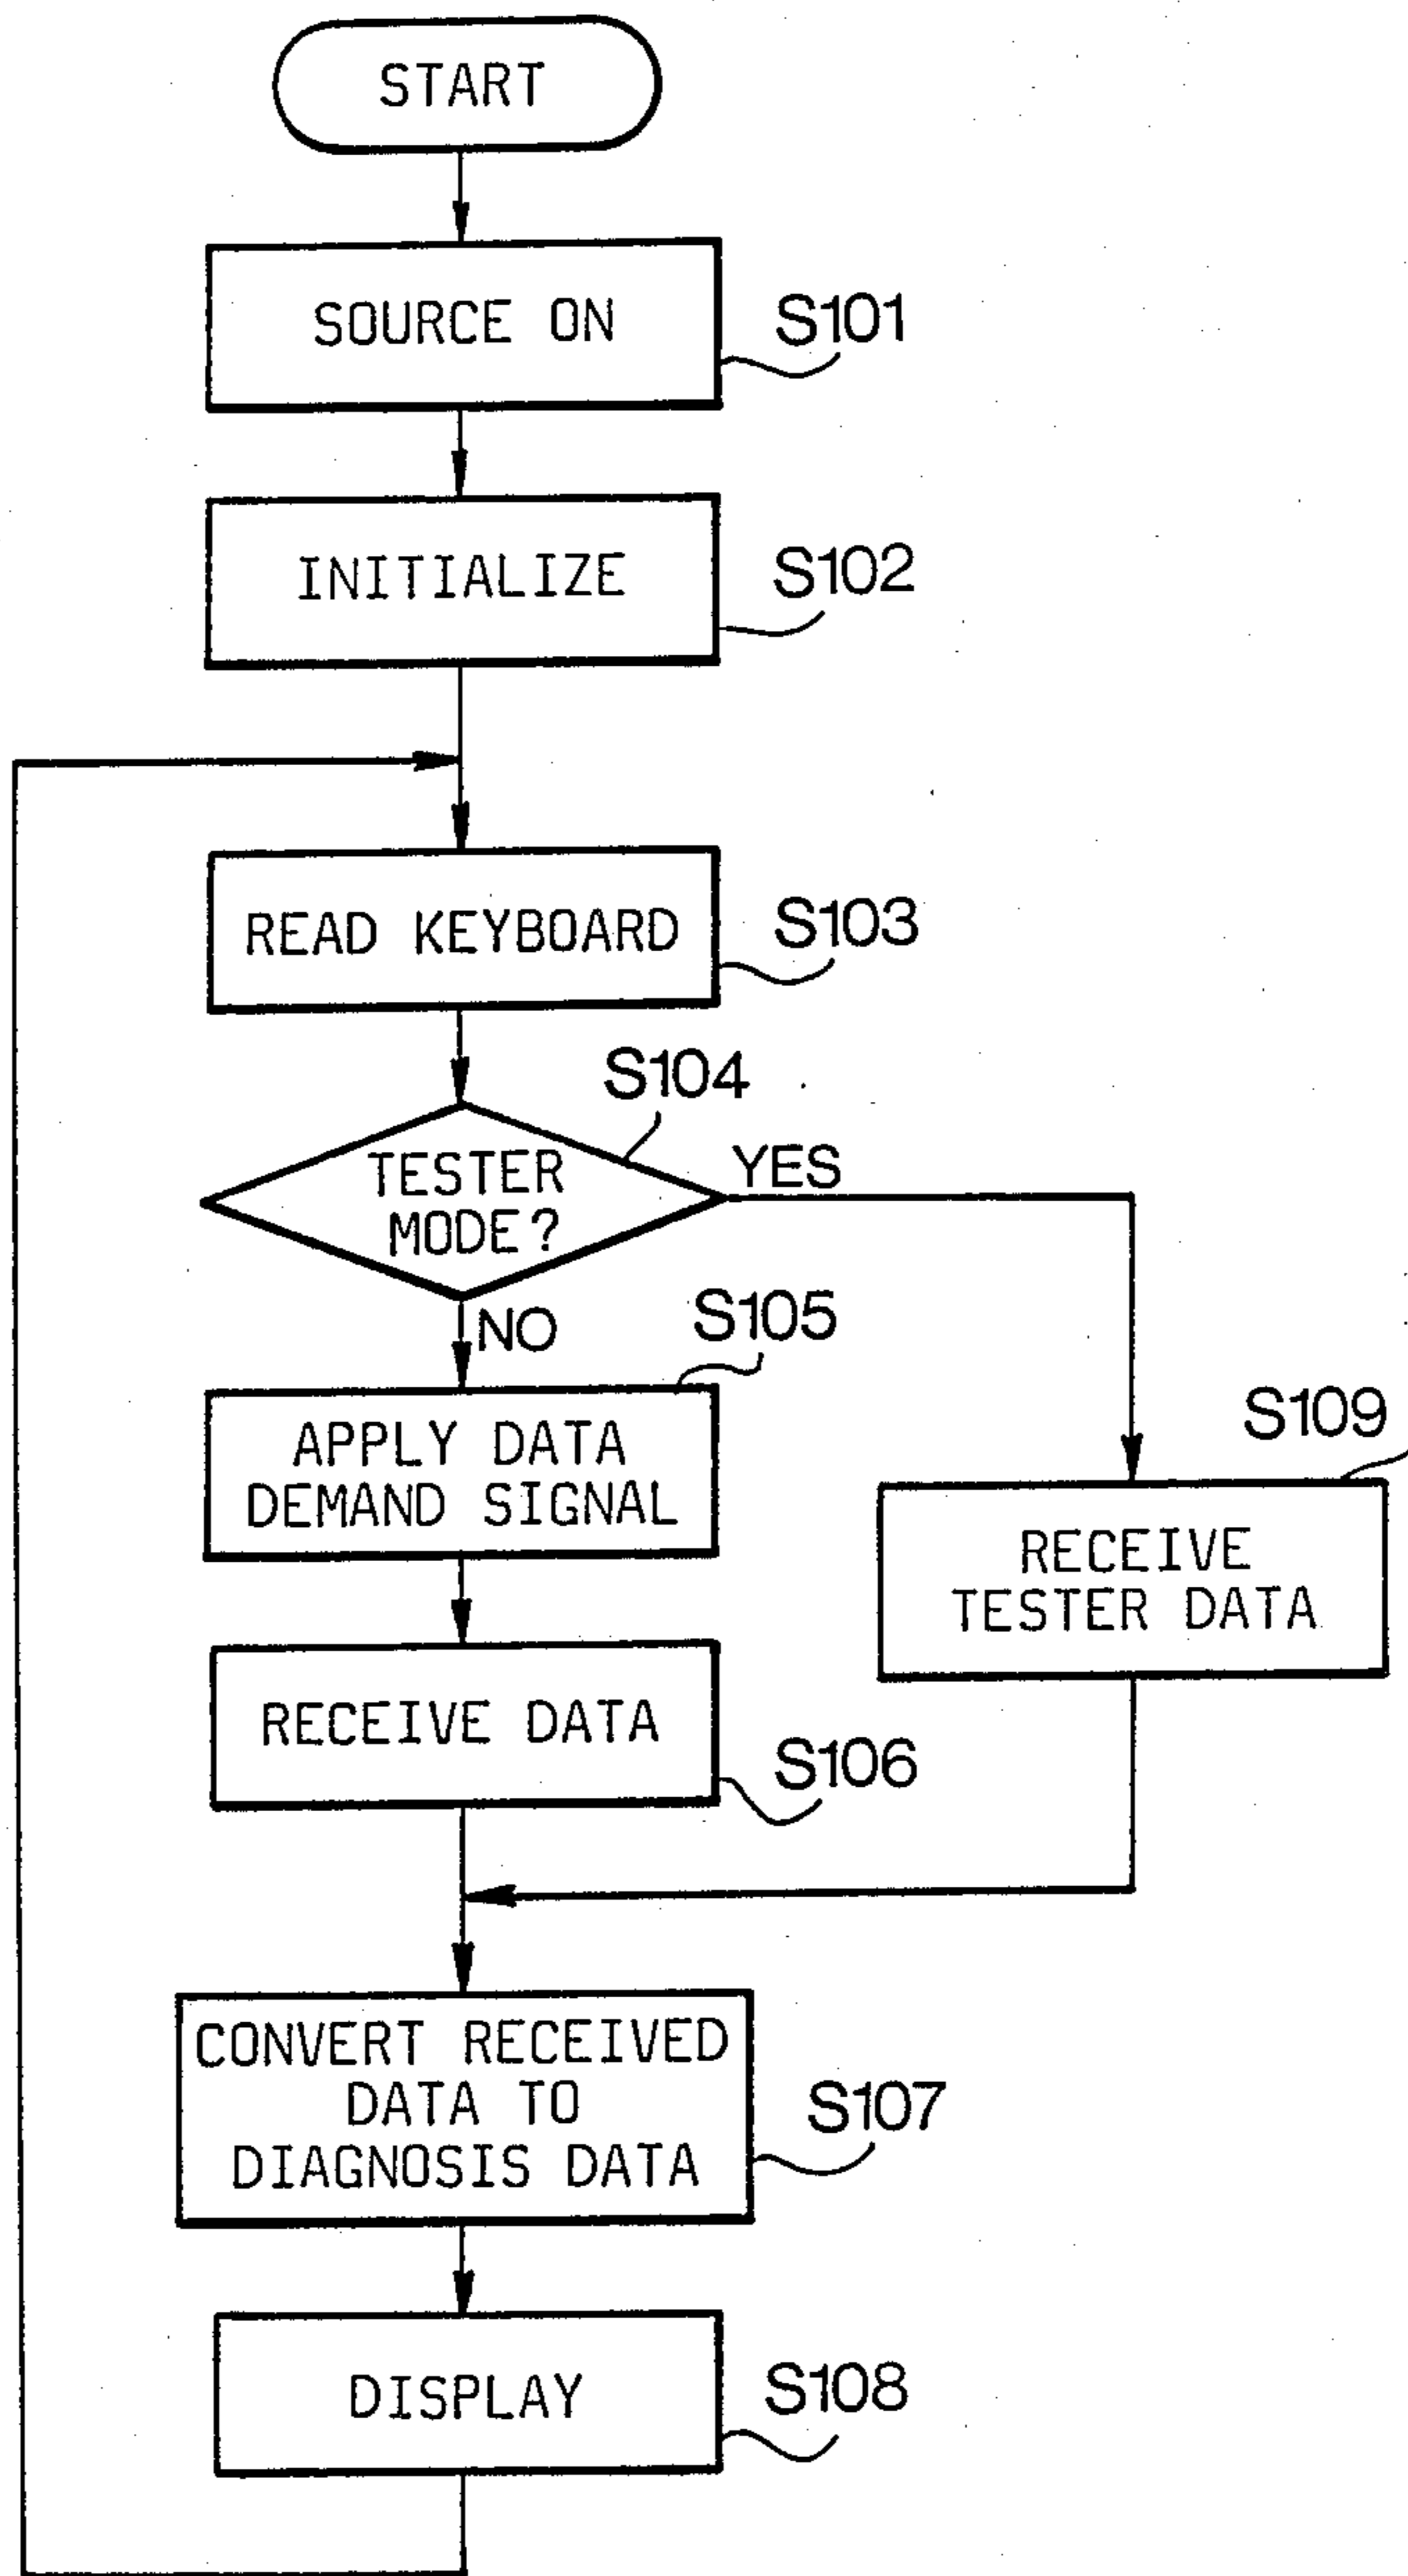 START
SOURCE ON
S101
INITIALIZE
S102
READ KEYBOARD
S103
S104
TESTER
MODE?
YES
NO
S105
APPLY DATA
DEMAND SIGNAL
S109
RECEIVE
TESTER DATA
RECEIVE DATA
S106
CONVERT RECEIVED
DATA TO
DIAGNOSIS DATA
S107
DISPLAY
S108